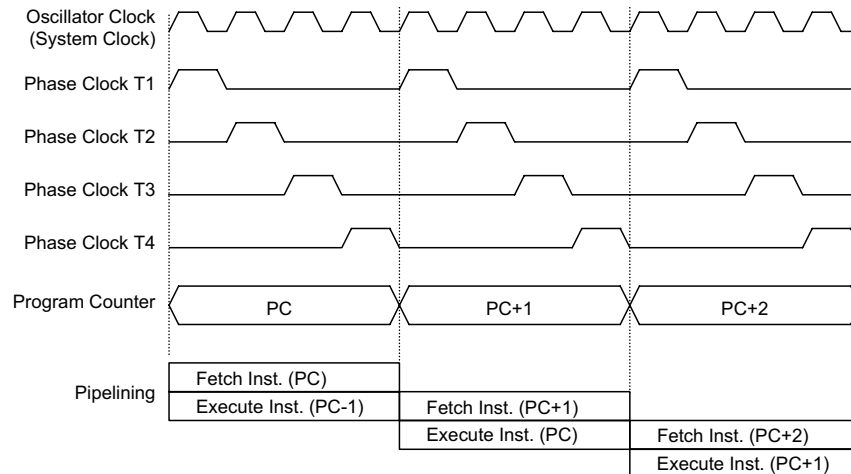 Oscillator Clock
(System Clock)
Phase Clock T1
Phase Clock T2
Phase Clock T3
Phase Clock T4
Program Counter
PC
PC+1
PC+2
Pipelining
Fetch Inst. (PC)
Execute Inst. (PC-1)
Fetch Inst. (PC+1)
Execute Inst. (PC)
Fetch Inst. (PC+2)
Execute Inst. (PC+1)